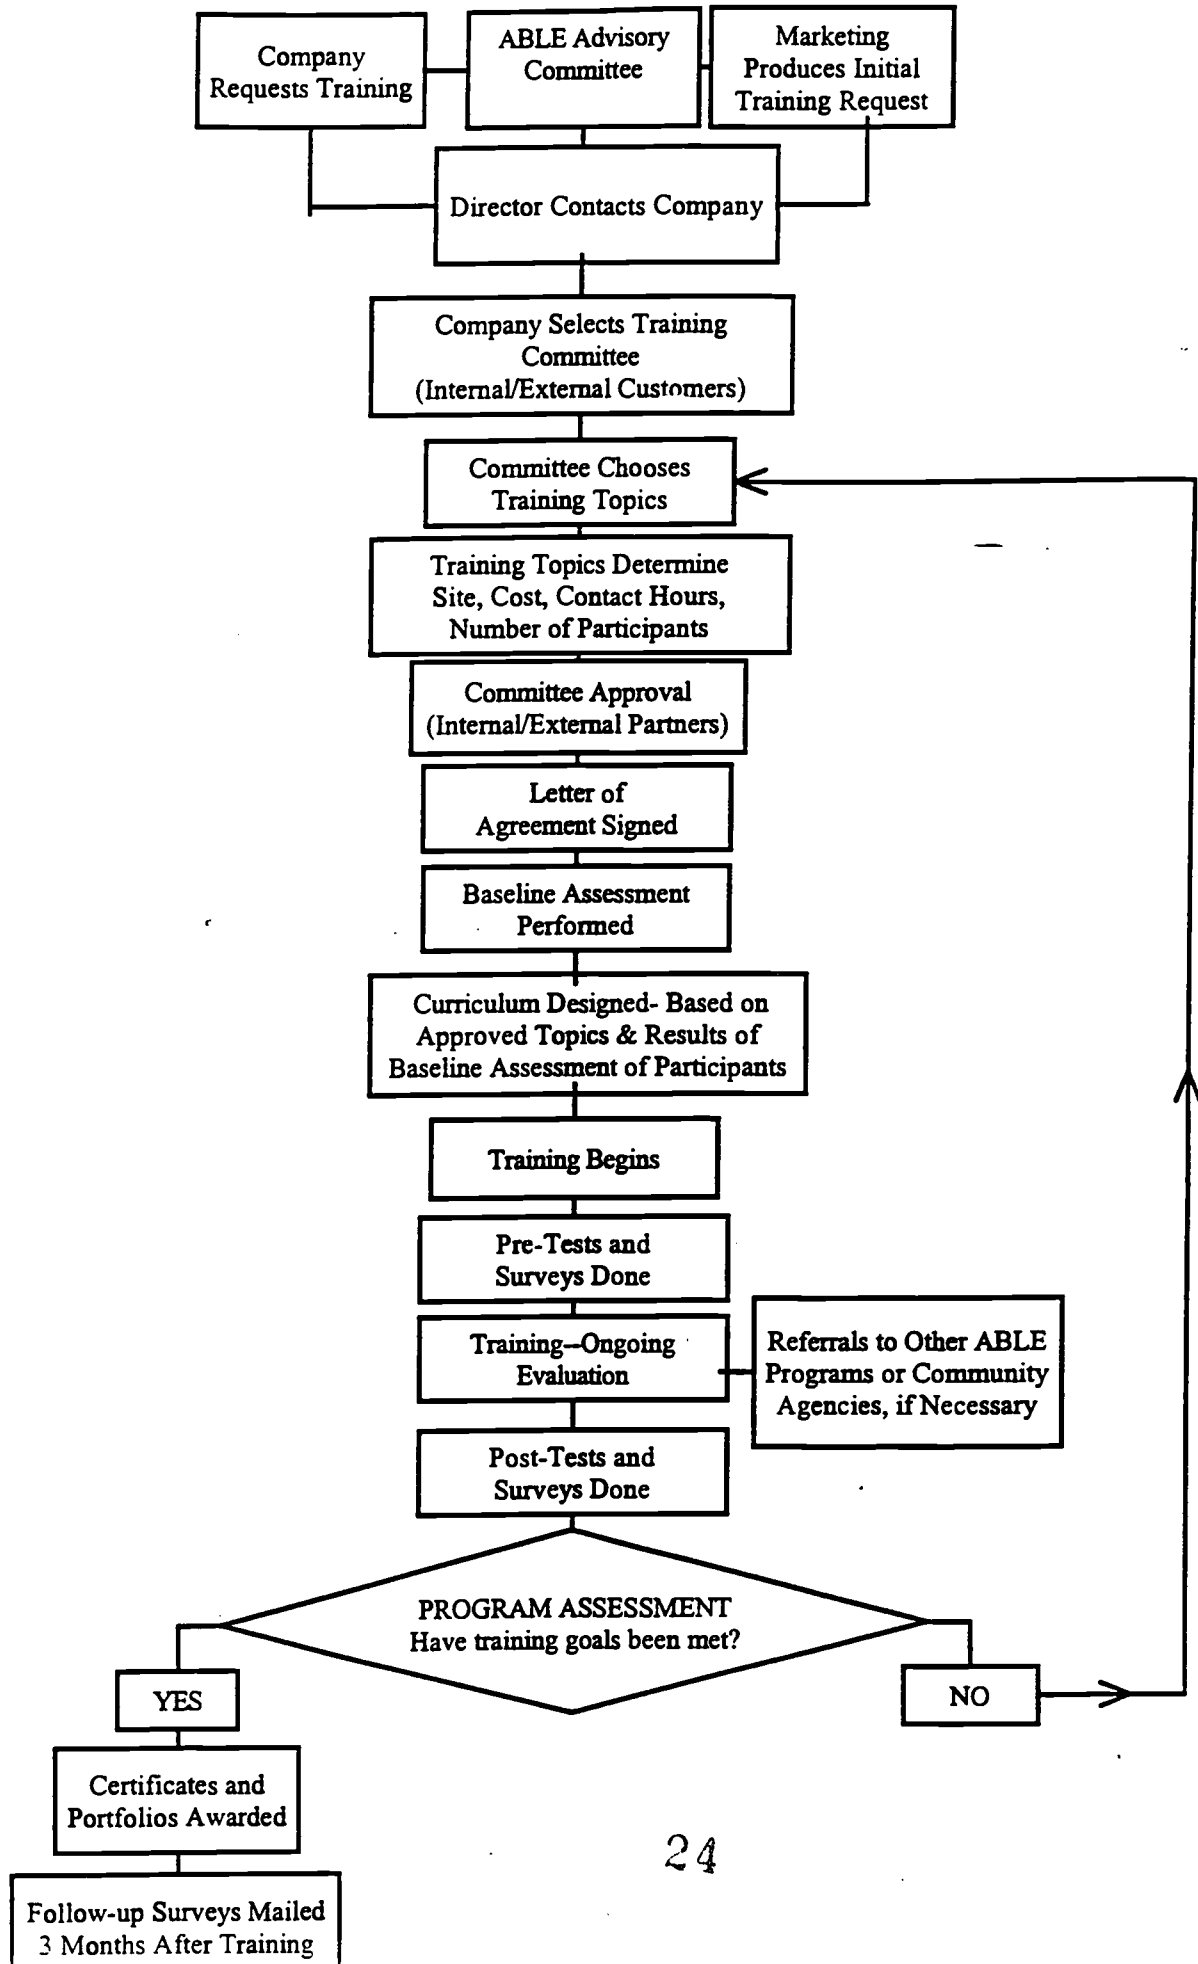 Company
Requests Training
ABLE Advisory
Committee
Marketing
Produces Initial
Training Request
Director Contacts Company
Company Selects Training
Committee
(Internal/External Customers)
Committee Chooses
Training Topics
Training Topics Determine
Site, Cost, Contact Hours,
Number of Participants
Committee Approval
(Internal/External Partners)
Letter of
Agreement Signed
Baseline Assessment
Performed
Curriculum Designed- Based on
Approved Topics & Results of
Baseline Assessment of Participants
Training Begins
Pre-Tests and
Surveys Done
Training--Ongoing
Evaluation
Referrals to Other ABLE
Programs or Community
Agencies, if Necessary
Post-Tests and
Surveys Done
PROGRAM ASSESSMENT
Have training goals been met?
YES
NO
Certificates and
Portfolios Awarded
24
Follow-up Surveys Mailed
3 Months After Training